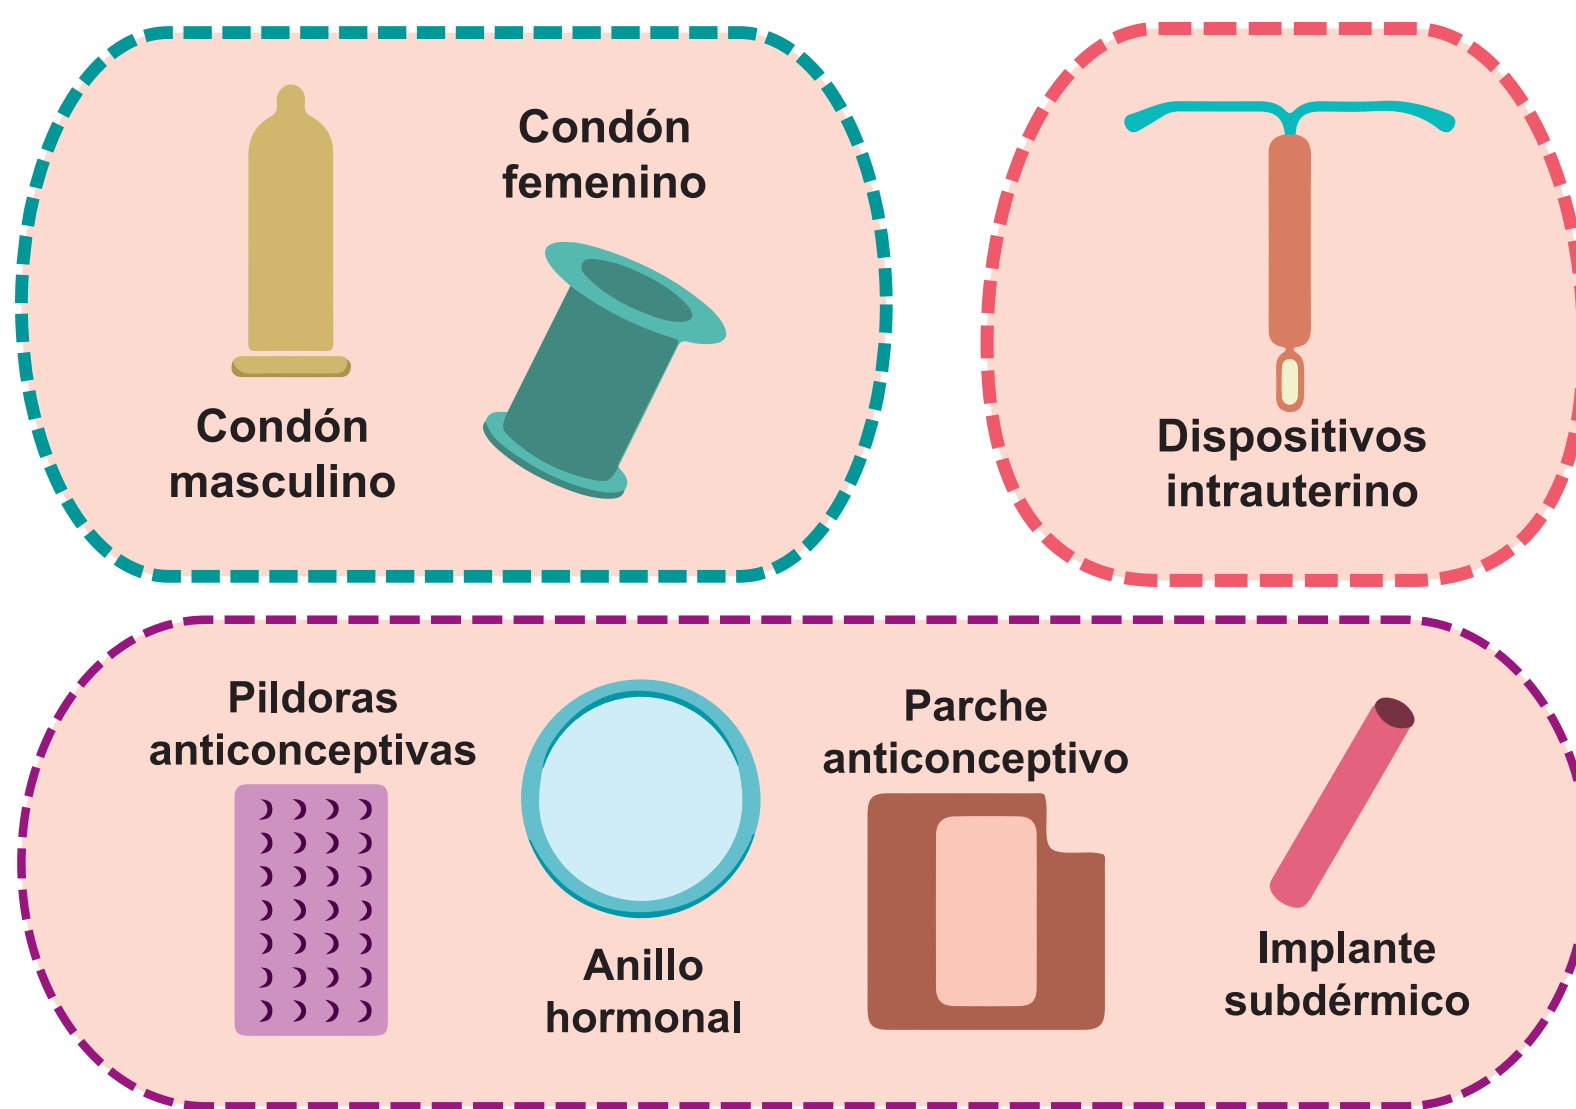 Condón
femenino
Condón
masculino
Dispositivos
intrauterino
Pildoras
anticonceptivas
Anillo
hormonal
Parche
anticonceptivo
Implante
subdérmico